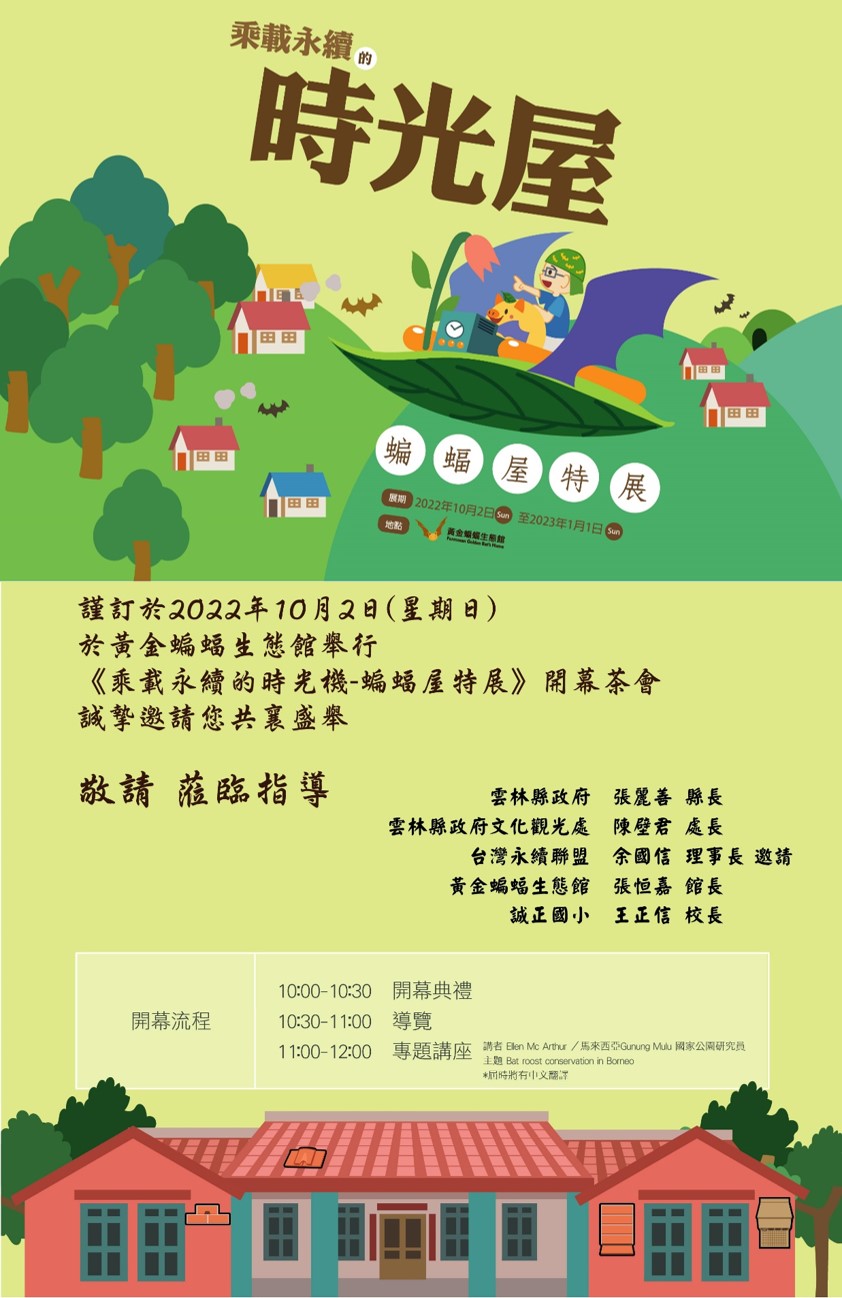 乘載永續的
時光屋
蝙蝠屋特展
展期 2022年10月2日 Sun 至2023年1月1日 Sun
地點 黃金蝙蝠生態館
Formosan Golden Bat's Home
謹訂於2022年10月2日(星期日)
於黃金蝙蝠生態館舉行
《乘載永續的時光機-蝙蝠屋特展》開幕茶會
誠摯邀請您共襄盛舉
敬請 蒞臨指導
雲林縣政府 張麗善 縣長
雲林縣政府文化觀光處 陳璧君 處長
台灣永續聯盟 余國信 理事長 邀請
黃金蝙蝠生態館 張恒嘉 館長
誠正國小 王正信 校長
開幕流程
10:00-10:30 開幕典禮
10:30-11:00 導覽
11:00-12:00 專題講座
講者 Ellen Mc Arthur／馬來西亞Gunung Mulu 國家公園研究員
主題 Bat roost conservation in Borneo
*屆時將有中文翻譯